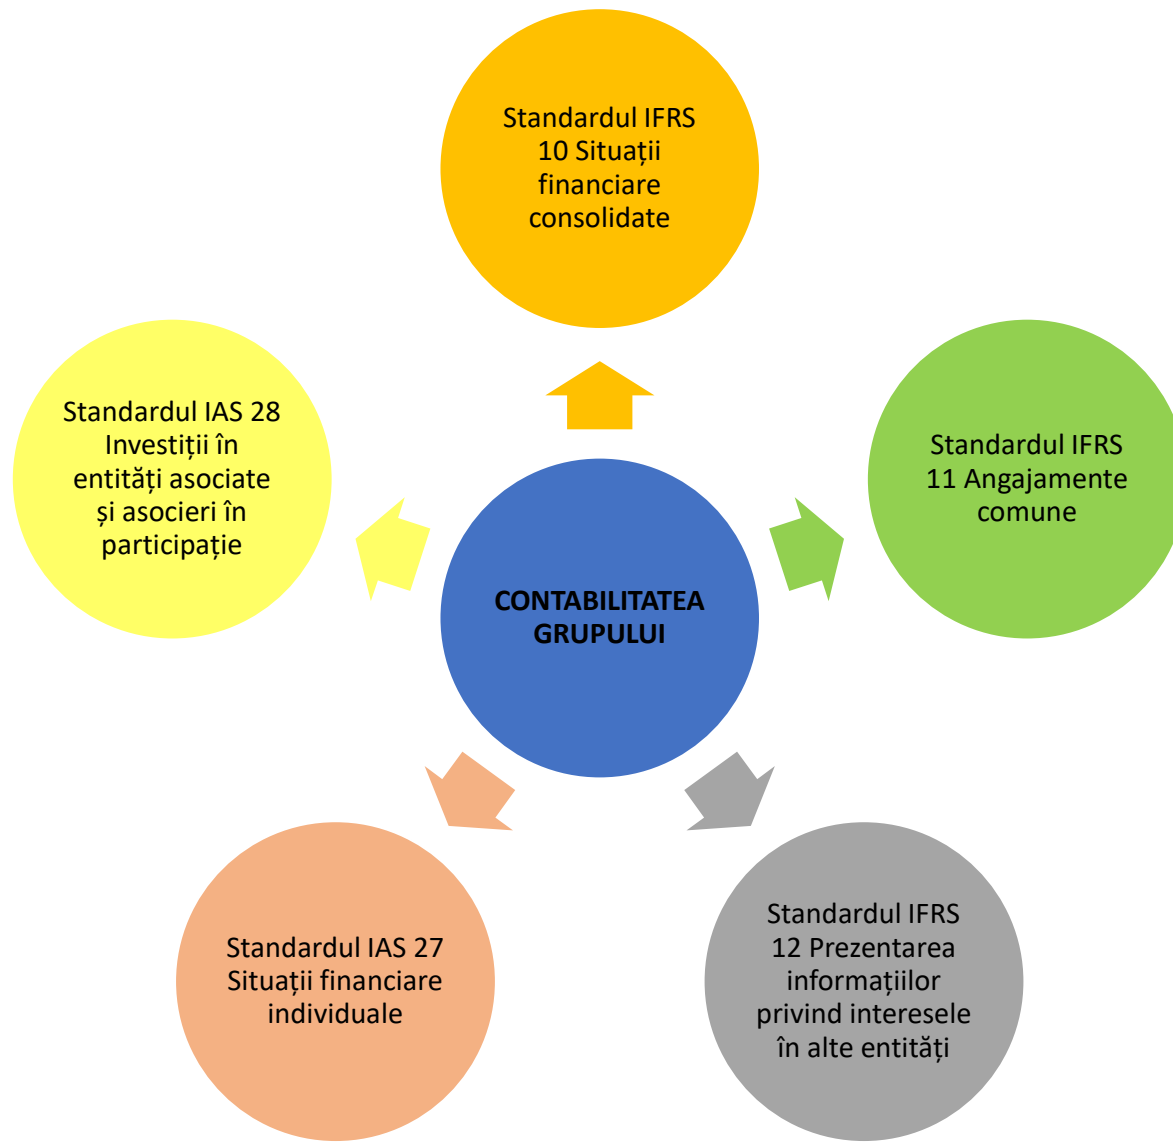 Standardul IFRS
10 Situații
financiare
consolidate
Standardul IAS 28
Investiții în
entități asociate
și asocieri în
participație
Standardul IFRS
11 Angajamente
comune
CONTABILITATEA
GRUPULUI
Standardul IAS 27
Situații financiare
individuale
Standardul IFRS
12 Prezentarea
informațiilor
privind interesele
în alte entități